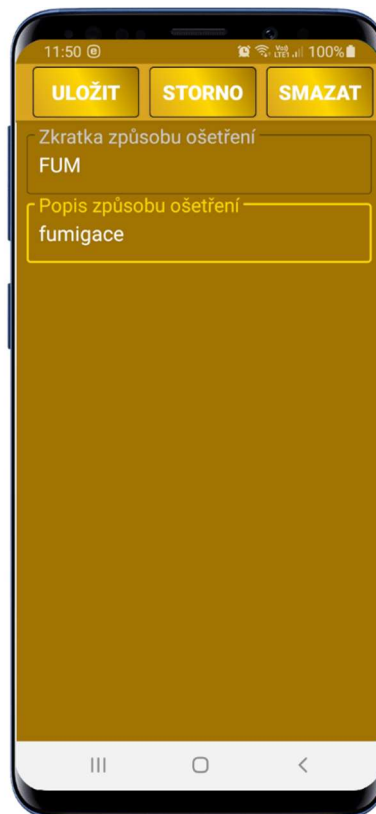 11:50 100%
ULOŽIT STORNO SMAZAT
Zkratka způsobu ošetření
FUM
Popis způsobu ošetření
fumigace